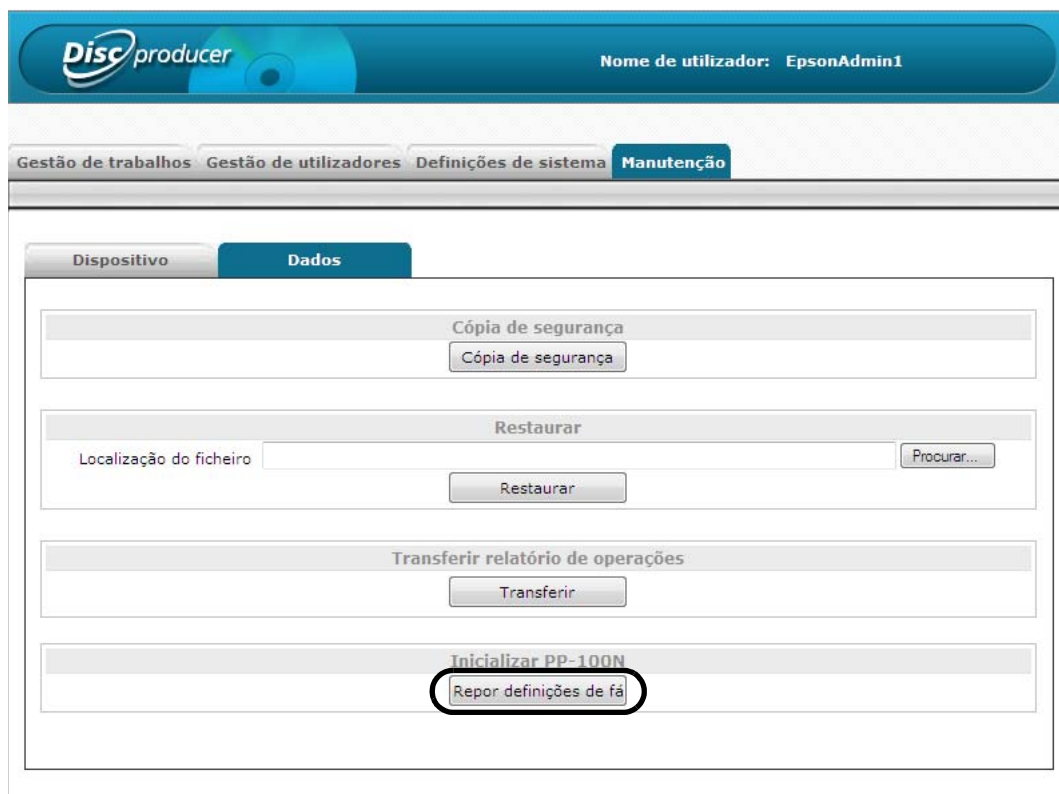 Disc producer
Nome de utilizador: EpsonAdmin1
Gestão de trabalhos Gestão de utilizadores Definições de sistema Manutenção
Dispositivo Dados
Cópia de segurança
Cópia de segurança
Restaurar
Localização do ficheiro Procurar...
Restaurar
Transferir relatório de operações
Transferir
Inicializar PP-100N
Repor definições de fá